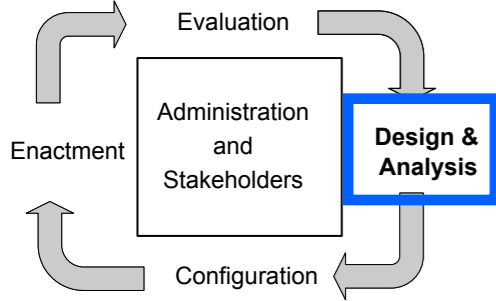 Evaluation
Administration
and
Stakeholders
Design &
Analysis
Enactment
Configuration